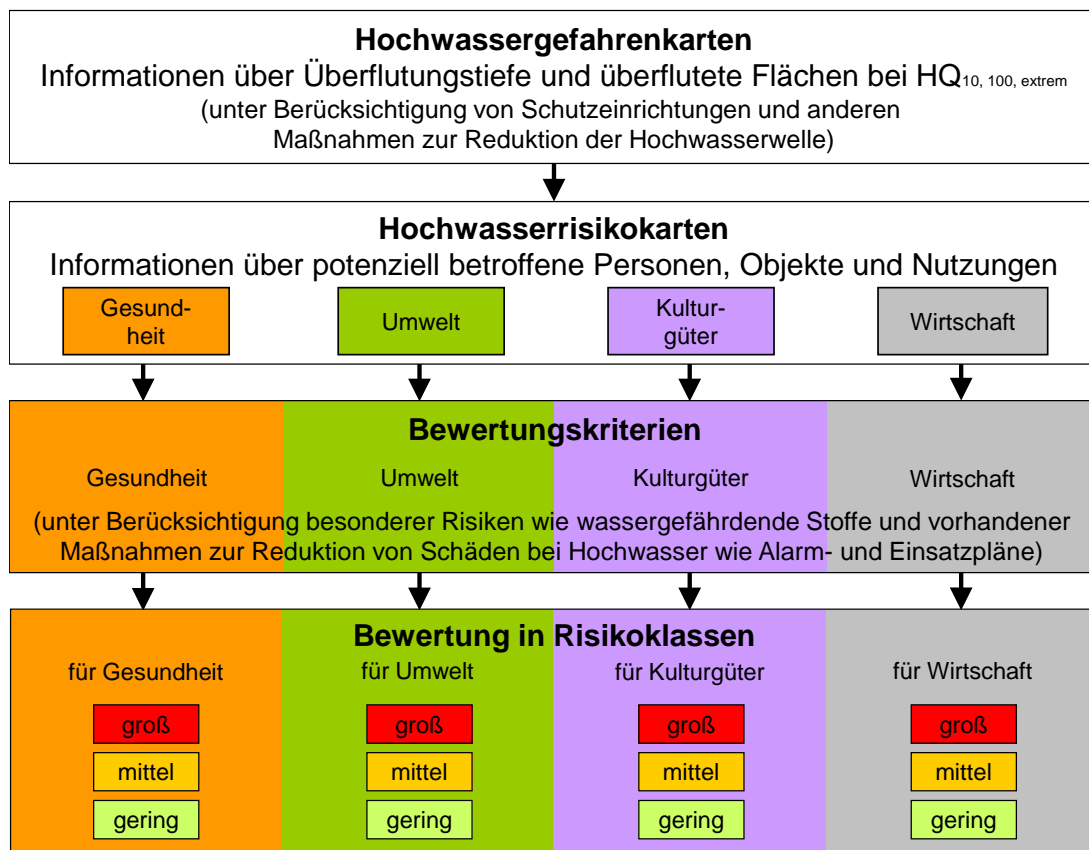 Hochwassergefahrenkarten
Informationen über Überflutungstiefe und überflutete Flächen bei HQ10, 100, extrem
(unter Berücksichtigung von Schutzeinrichtungen und anderen
Maßnahmen zur Reduktion der Hochwasserwelle)
Hochwasserrisikokarten
Informationen über potenziell betroffene Personen, Objekte und Nutzungen
Gesund-
heit
Umwelt
Kultur-
güter
Wirtschaft
Bewertungskriterien
Gesundheit
Umwelt
Kulturgüter
Wirtschaft
(unter Berücksichtigung besonderer Risiken wie wassergefährdende Stoffe und vorhandener
Maßnahmen zur Reduktion von Schäden bei Hochwasser wie Alarm- und Einsatzpläne)
Bewertung in Risikoklassen
für Gesundheit
für Umwelt
für Kulturgüter
für Wirtschaft
groß
groß
groß
groß
mittel
mittel
mittel
mittel
gering
gering
gering
gering